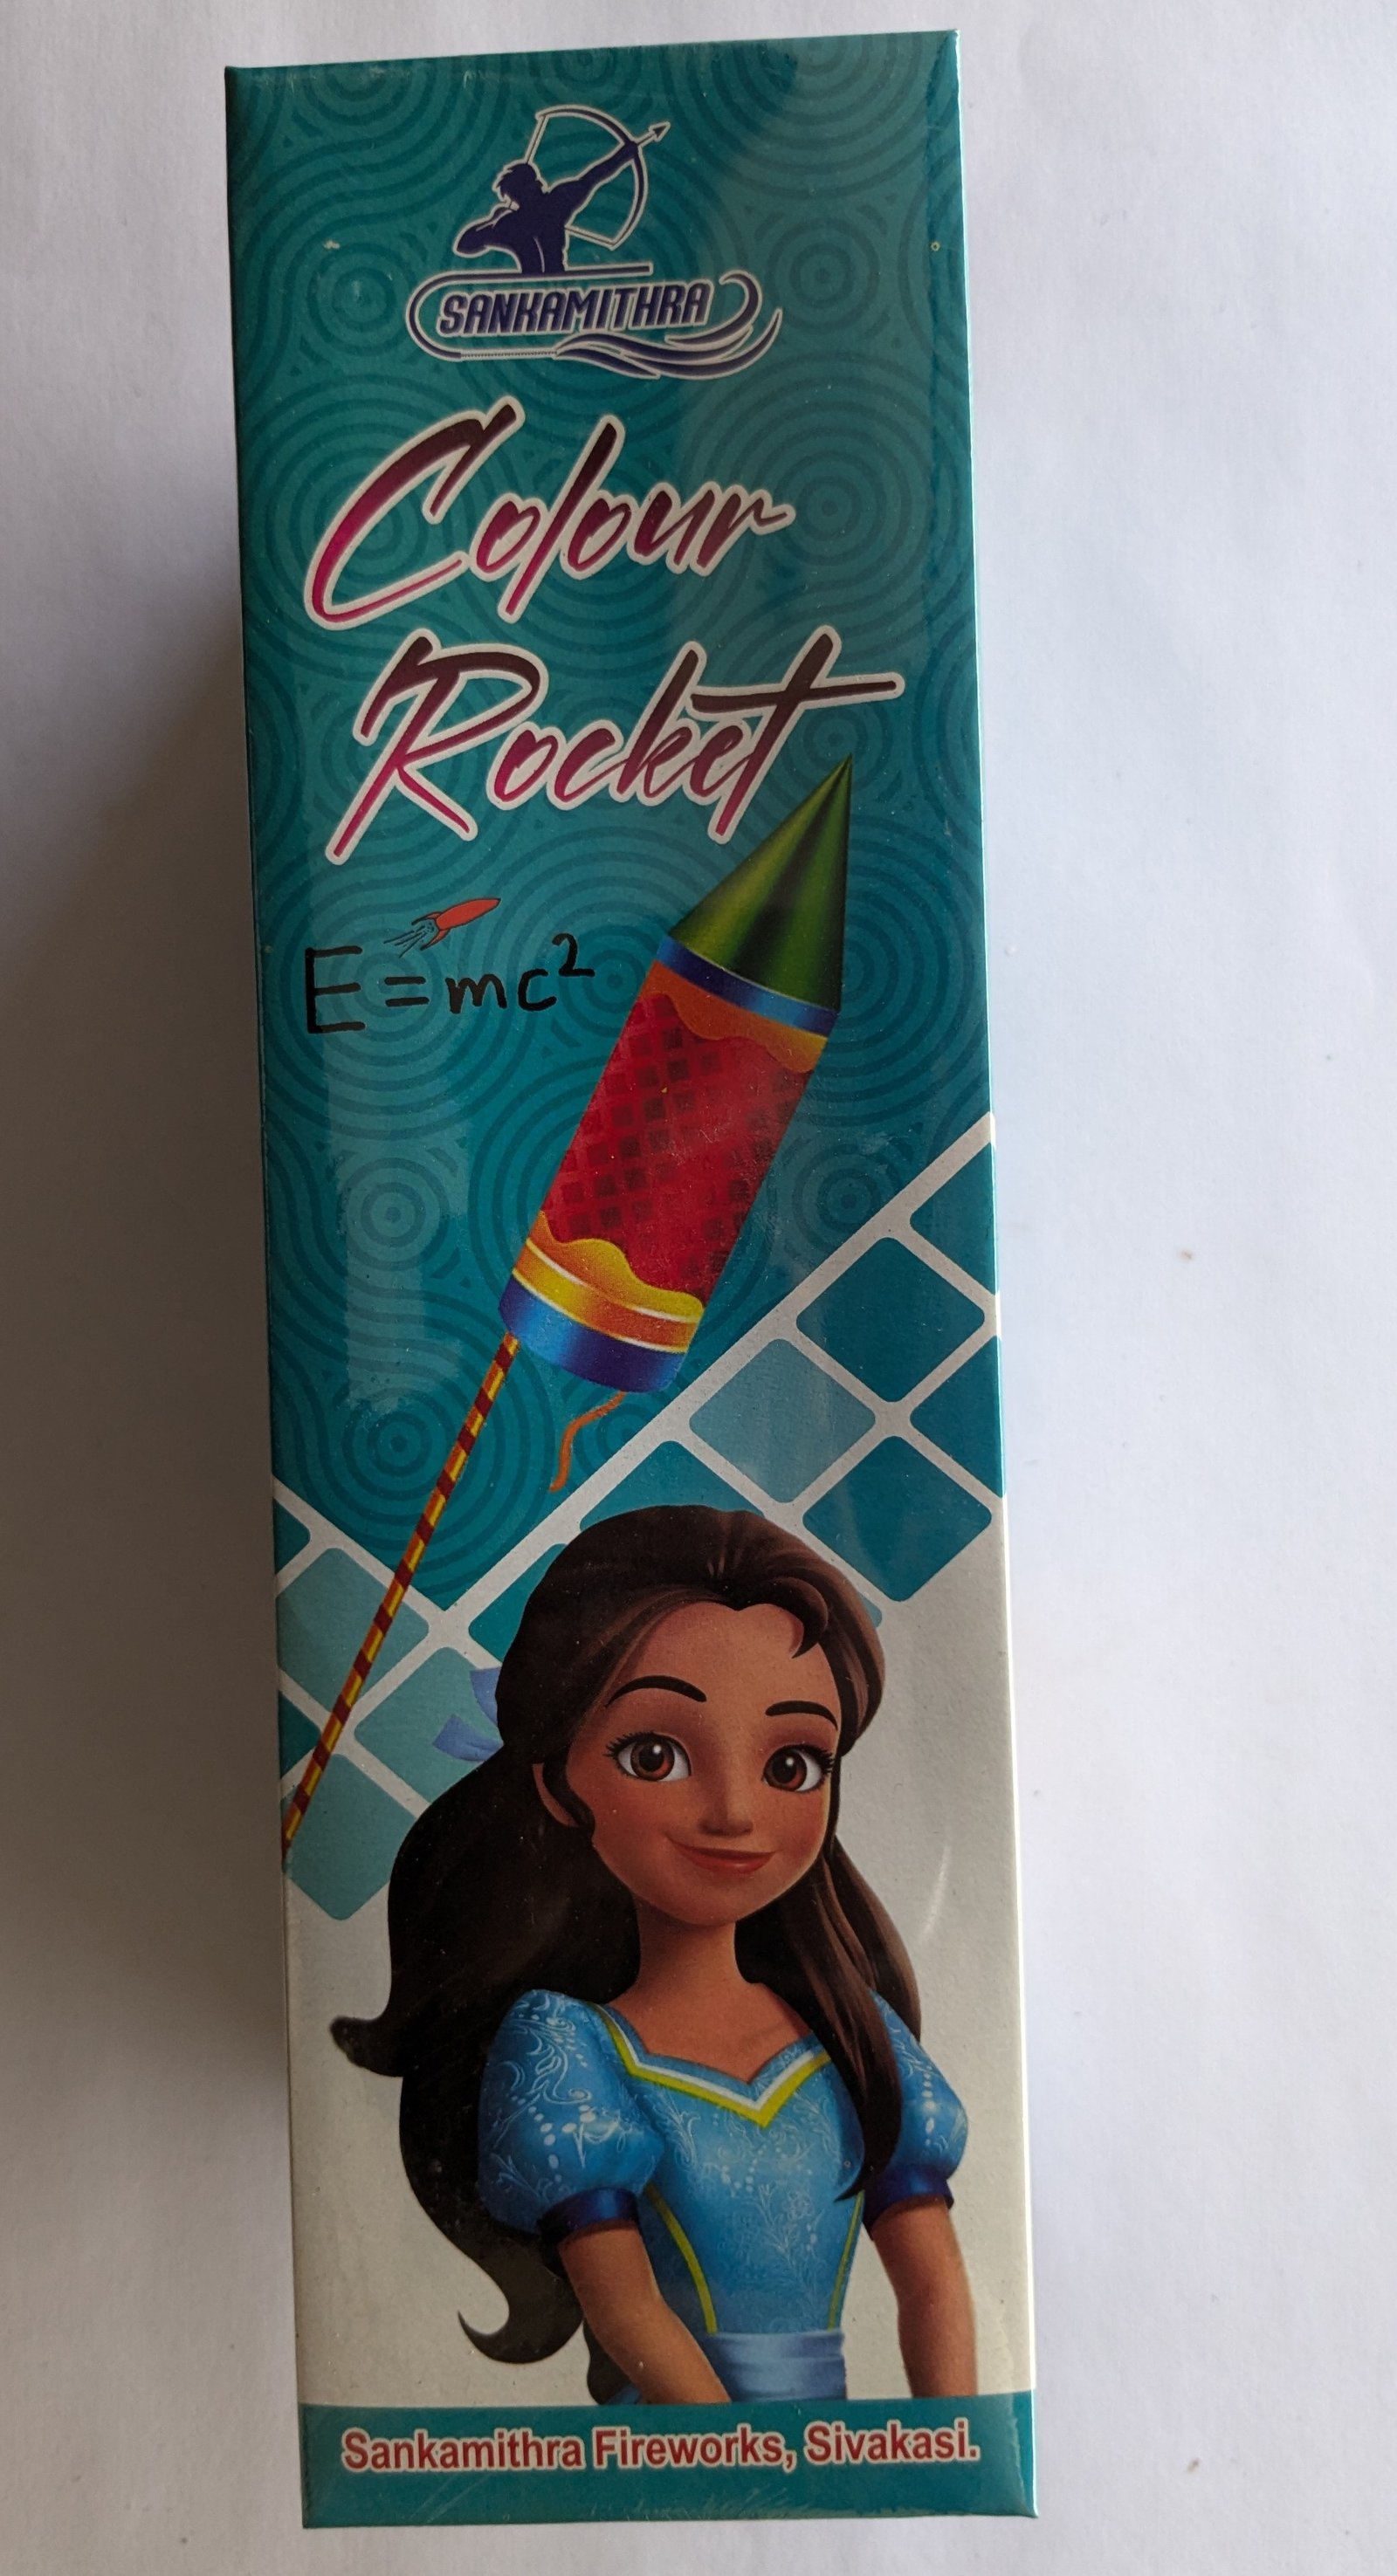 SANKAMITHRA
Colour
Rocket
E=mc²
Sankamithra Fireworks, Sivakasi.